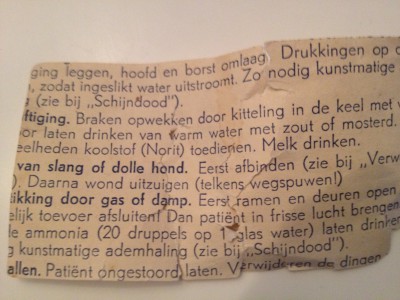 ging leggen, hoofd en borst omlaag. Drukkingen op d
, zodat ingeslikt water uitstroomt. Zo nodig kunstmatige
g (zie bij „Schijndood").
ftiging. Braken opwekken door kitteling in de keel met v
or laten drinken van warm water met zout of mosterd.
eelheden koolstof (Norit) toedienen. Melk drinken.
van slang of dolle hond. Eerst afbinden (zie bij „Verw
). Daarna wond uitzuigen (telkens wegspuwen!)
ikking door gas of damp. Eerst ramen en deuren open
elijk toevoer afsluiten! Dan patiënt in frisse lucht brengen
le ammonia (20 druppels op 1 glas water) laten drinken
g kunstmatige ademhaling (zie bij „Schijndood").
allen. Patiënt ongestoord laten. Verwijderen de dingen